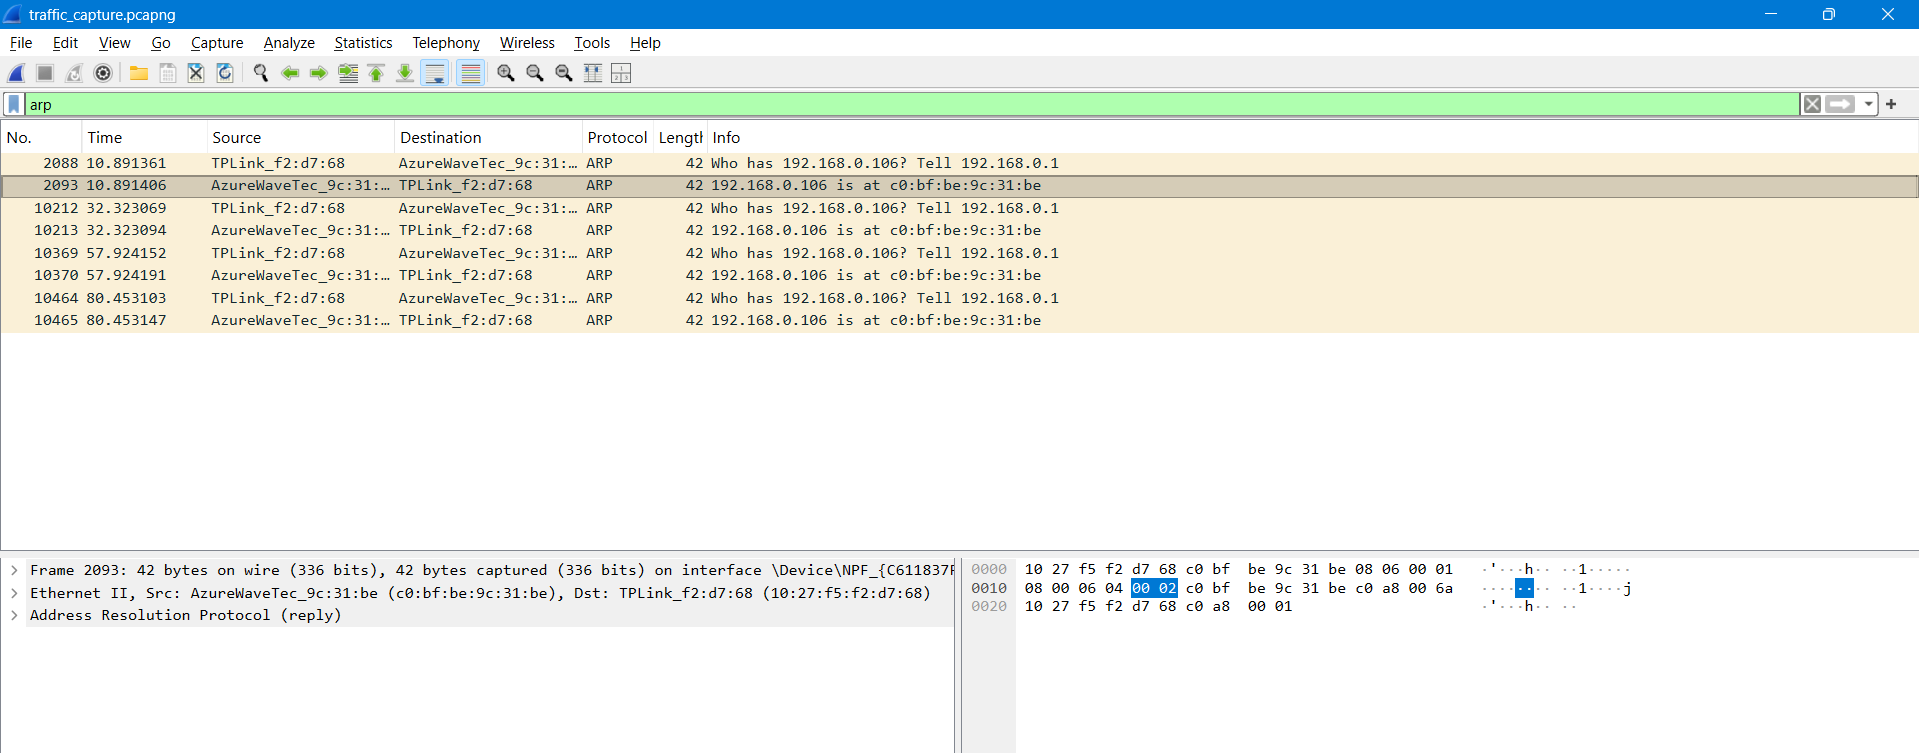 traffic_capture.pcapng
File Edit View Go Capture Analyze Statistics Telephony Wireless Tools Help
arp
No. Time Source Destination Protocol Length Info
2088 10.891361 TPLink_f2:d7:68 AzureWaveTec_9c:31:… ARP 42 Who has 192.168.0.106? Tell 192.168.0.1
2093 10.891406 AzureWaveTec_9c:31:… TPLink_f2:d7:68 ARP 42 192.168.0.106 is at c0:bf:be:9c:31:be
10212 32.323069 TPLink_f2:d7:68 AzureWaveTec_9c:31:… ARP 42 Who has 192.168.0.106? Tell 192.168.0.1
10213 32.323094 AzureWaveTec_9c:31:… TPLink_f2:d7:68 ARP 42 192.168.0.106 is at c0:bf:be:9c:31:be
10369 57.924152 TPLink_f2:d7:68 AzureWaveTec_9c:31:… ARP 42 Who has 192.168.0.106? Tell 192.168.0.1
10370 57.924191 AzureWaveTec_9c:31:… TPLink_f2:d7:68 ARP 42 192.168.0.106 is at c0:bf:be:9c:31:be
10464 80.453103 TPLink_f2:d7:68 AzureWaveTec_9c:31:… ARP 42 Who has 192.168.0.106? Tell 192.168.0.1
10465 80.453147 AzureWaveTec_9c:31:… TPLink_f2:d7:68 ARP 42 192.168.0.106 is at c0:bf:be:9c:31:be
Frame 2093: 42 bytes on wire (336 bits), 42 bytes captured (336 bits) on interface \Device\NPF_{C611837F
Ethernet II, Src: AzureWaveTec_9c:31:be (c0:bf:be:9c:31:be), Dst: TPLink_f2:d7:68 (10:27:f5:f2:d7:68)
Address Resolution Protocol (reply)
0000 10 27 f5 f2 d7 68 c0 bf be 9c 31 be 08 06 00 01 ·'···h·· ··1·····
0010 08 00 06 04 00 02 c0 bf be 9c 31 be c0 a8 00 6a ········ ··1····j
0020 10 27 f5 f2 d7 68 c0 a8 00 01 ·'···h·· ··